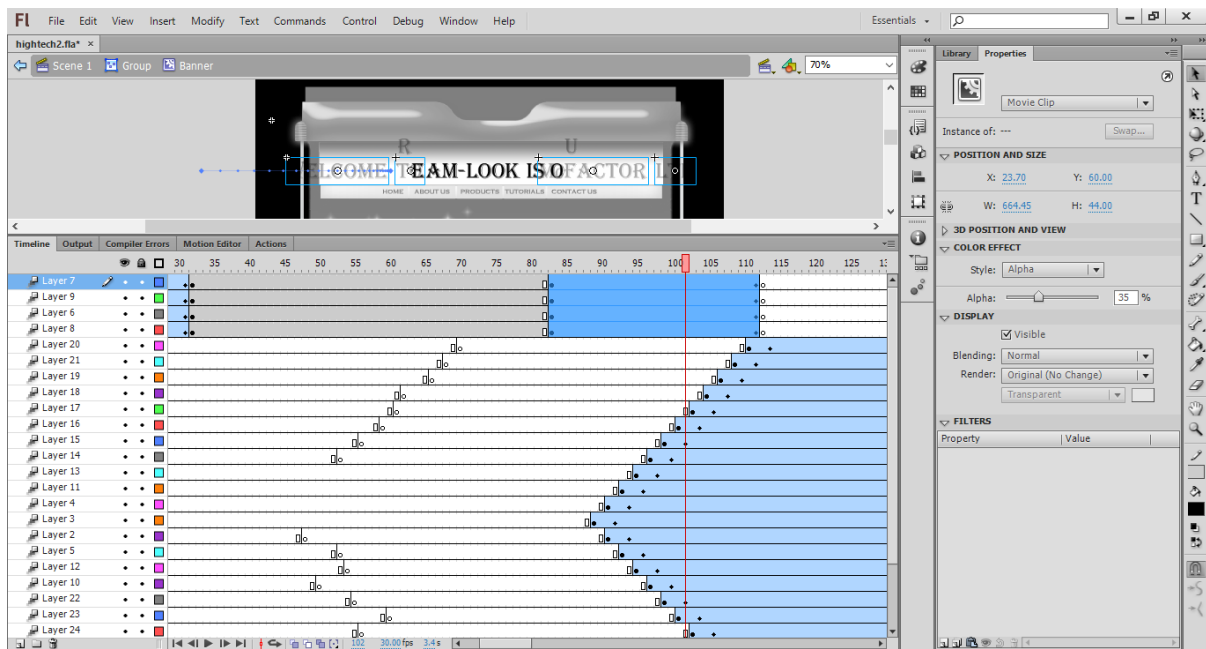 Fl File Edit View Insert Modify Text Commands Control Debug Window Help Essentials
hightech2.fla* ×
Scene 1 Group Banner 70%
R U
ELCOME TEAM-LOOK IS O FACTOR
HOME ABOUT US PRODUCTS TUTORIALS CONTACT US
Timeline Output Compiler Errors Motion Editor Actions
30 35 40 45 50 55 60 65 70 75 80 85 90 95 100 105 110 115 120 125
Layer 7
Layer 9
Layer 6
Layer 8
Layer 20
Layer 21
Layer 19
Layer 18
Layer 17
Layer 16
Layer 15
Layer 14
Layer 13
Layer 11
Layer 4
Layer 3
Layer 2
Layer 5
Layer 12
Layer 10
Layer 22
Layer 23
Layer 24
102 30.00 fps 3.4 s
Library Properties
Movie Clip
Instance of: --- Swap...
POSITION AND SIZE
X: 23.70 Y: 60.00
W: 664.45 H: 44.00
3D POSITION AND VIEW
COLOR EFFECT
Style: Alpha
Alpha: 35 %
DISPLAY
Visible
Blending: Normal
Render: Original (No Change)
Transparent
FILTERS
Property Value